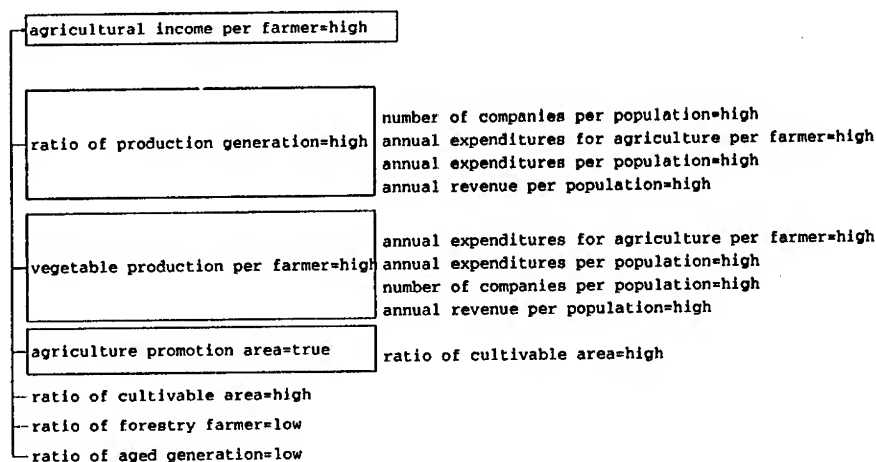 agricultural income per farmer=high
number of companies per population=high
annual expenditures for agriculture per farmer=high
ratio of production generation=high
annual expenditures per population=high
annual revenue per population=high
annual expenditures for agriculture per farmer=high
vegetable production per farmer=high
annual expenditures per population=high
number of companies per population=high
annual revenue per population=high
agriculture promotion area=true
ratio of cultivable area=high
ratio of cultivable area=high
ratio of forestry farmer=low
ratio of aged generation=low